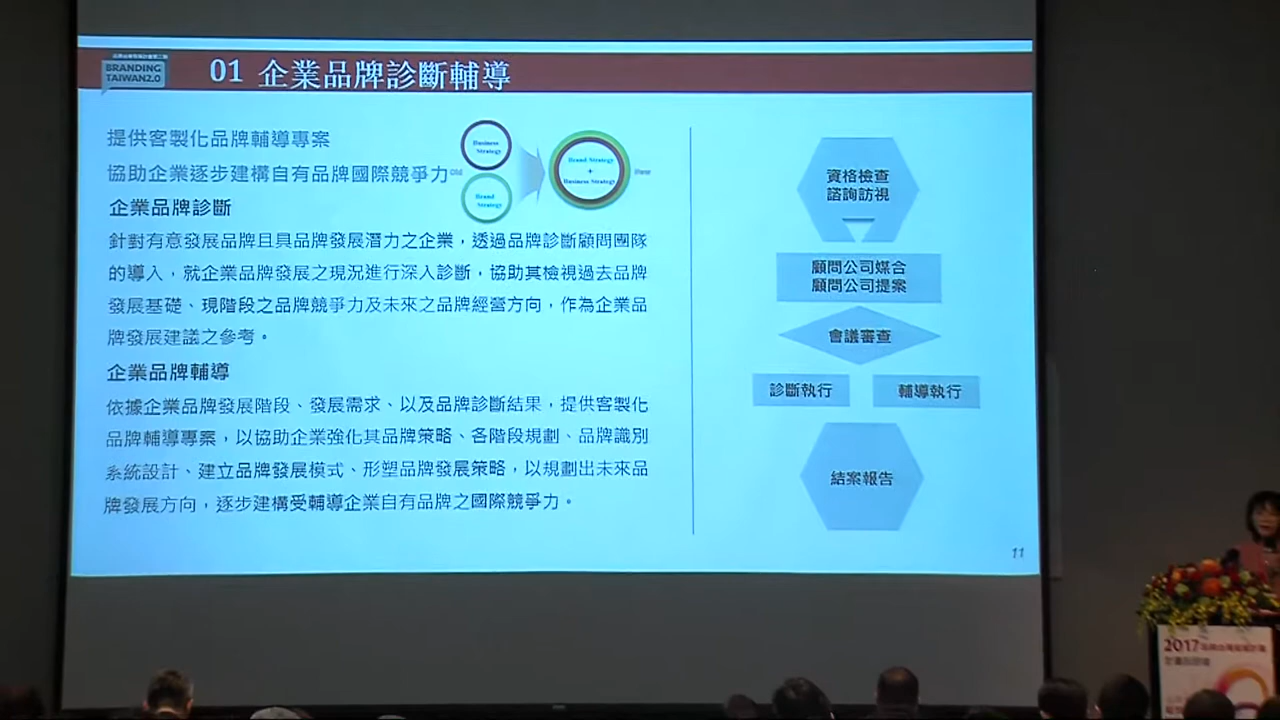 BRANDING
TAIWAN2.0
01 企業品牌診斷輔導
提供客製化品牌輔導專案
協助企業逐步建構自有品牌國際競爭力
Business
Strategy
Brand
Strategy
Old
Brand Strategy
+
Business Strategy
New
企業品牌診斷
針對有意發展品牌且具品牌發展潛力之企業，透過品牌診斷顧問團隊
的導入，就企業品牌發展之現況進行深入診斷，協助其檢視過去品牌
發展基礎、現階段之品牌競爭力及未來之品牌經營方向，作為企業品
牌發展建議之參考。
企業品牌輔導
依據企業品牌發展階段、發展需求、以及品牌診斷結果，提供客製化
品牌輔導專案，以協助企業強化其品牌策略、各階段規劃、品牌識別
系統設計、建立品牌發展模式、形塑品牌發展策略，以規劃出未來品
牌發展方向，逐步建構受輔導企業自有品牌之國際競爭力。
資格檢查
諮詢訪視
顧問公司媒合
顧問公司提案
會議審查
診斷執行
輔導執行
結案報告
11
2017